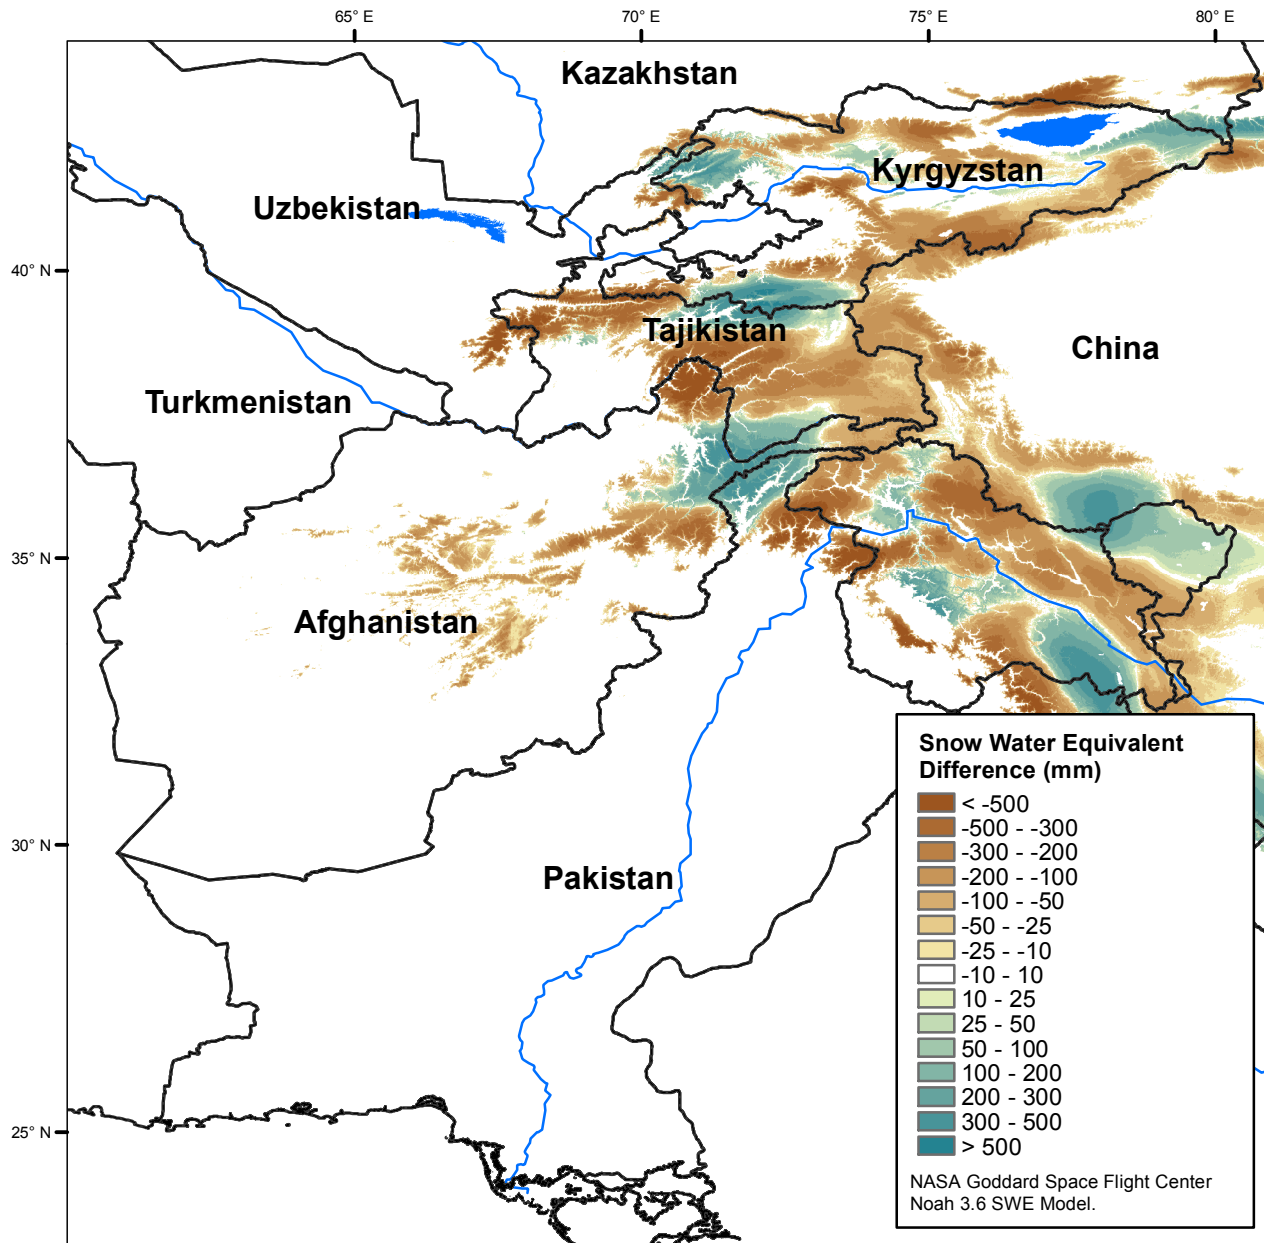 65° E
70° E
75° E
80° E
Kazakhstan
Kyrgyzstan
Uzbekistan
40° N
Tajikistan
China
Turkmenistan
35° N
Afghanistan
Snow Water Equivalent
Difference (mm)
< -500
-500 - -300
-300 - -200
-200 - -100
-100 - -50
-50 - -25
-25 - -10
-10 - 10
10 - 25
25 - 50
50 - 100
100 - 200
200 - 300
300 - 500
> 500
NASA Goddard Space Flight Center
Noah 3.6 SWE Model.
30° N
Pakistan
25° N